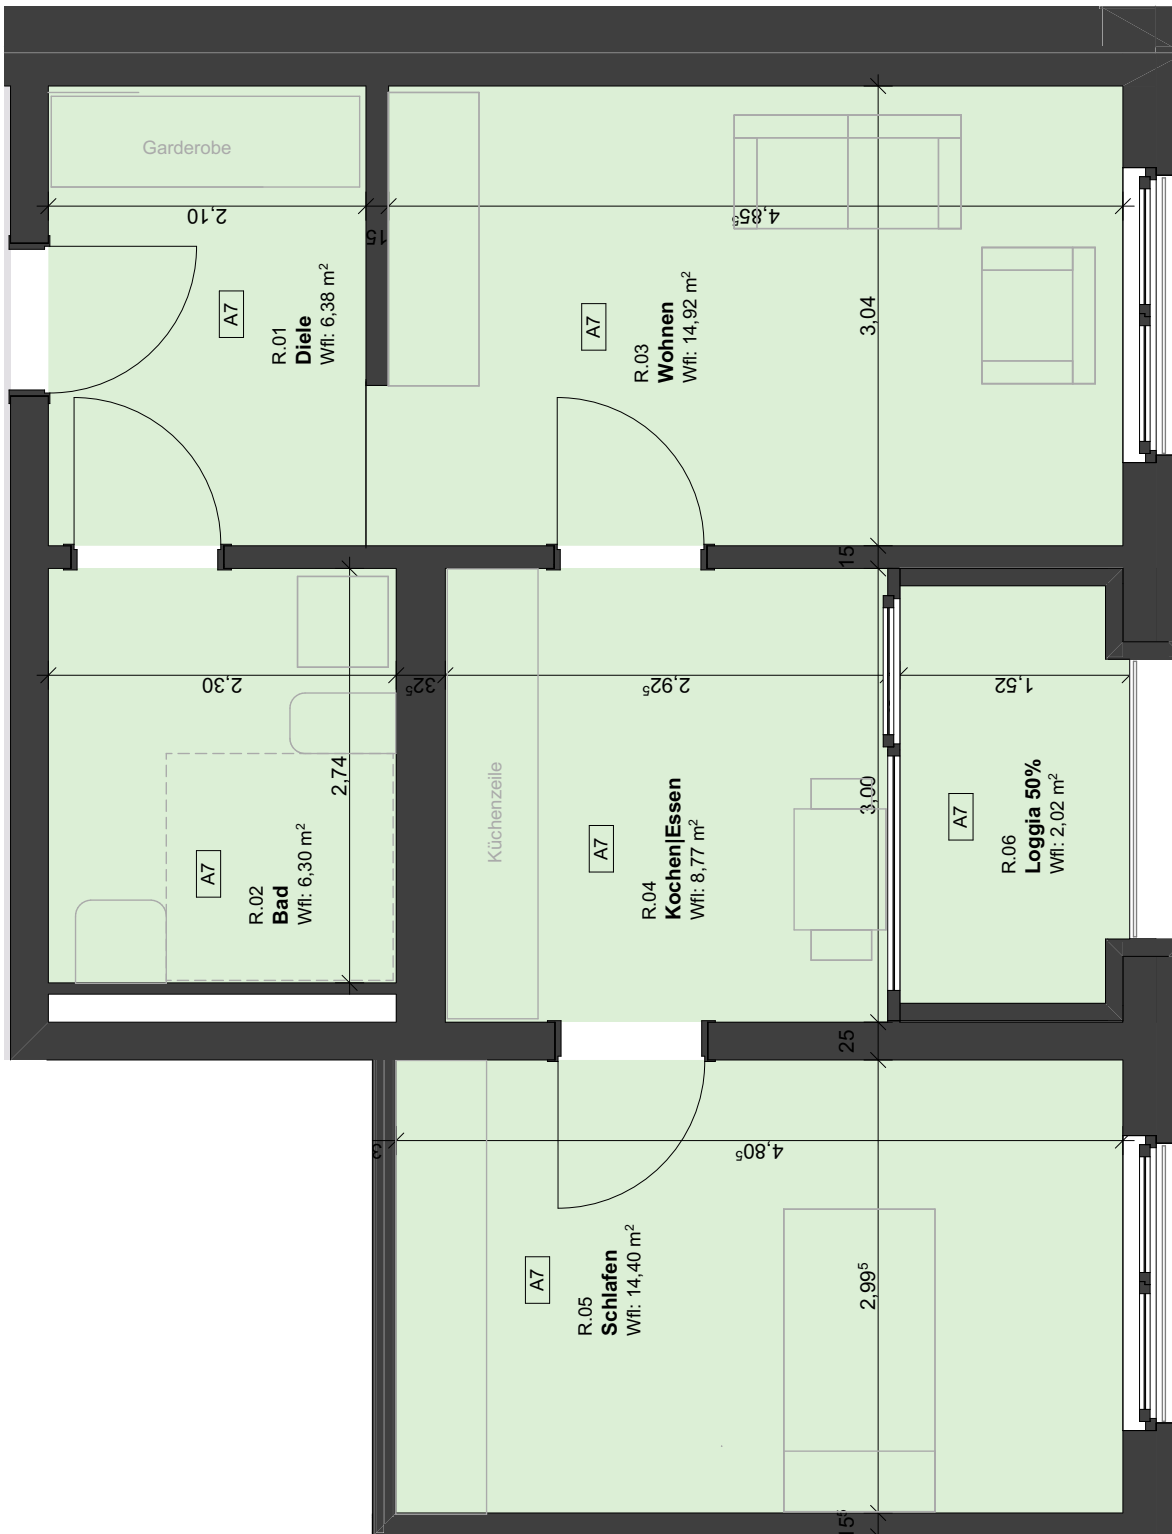 Garderobe
2,10
15
4,85⁵
A7
R.01
Diele
Wfl: 6,38 m²
A7
R.03
Wohnen
Wfl: 14,92 m²
3,04
15
2,30
32⁵
2,92⁵
1,52
2,74
A7
R.02
Bad
Wfl: 6,30 m²
Küchenzeile
A7
R.04
Kochen|Essen
Wfl: 8,77 m²
3,00
A7
R.06
Loggia 50%
Wfl: 2,02 m²
25
3
4,80⁵
A7
R.05
Schlafen
Wfl: 14,40 m²
2,99⁵
15⁵